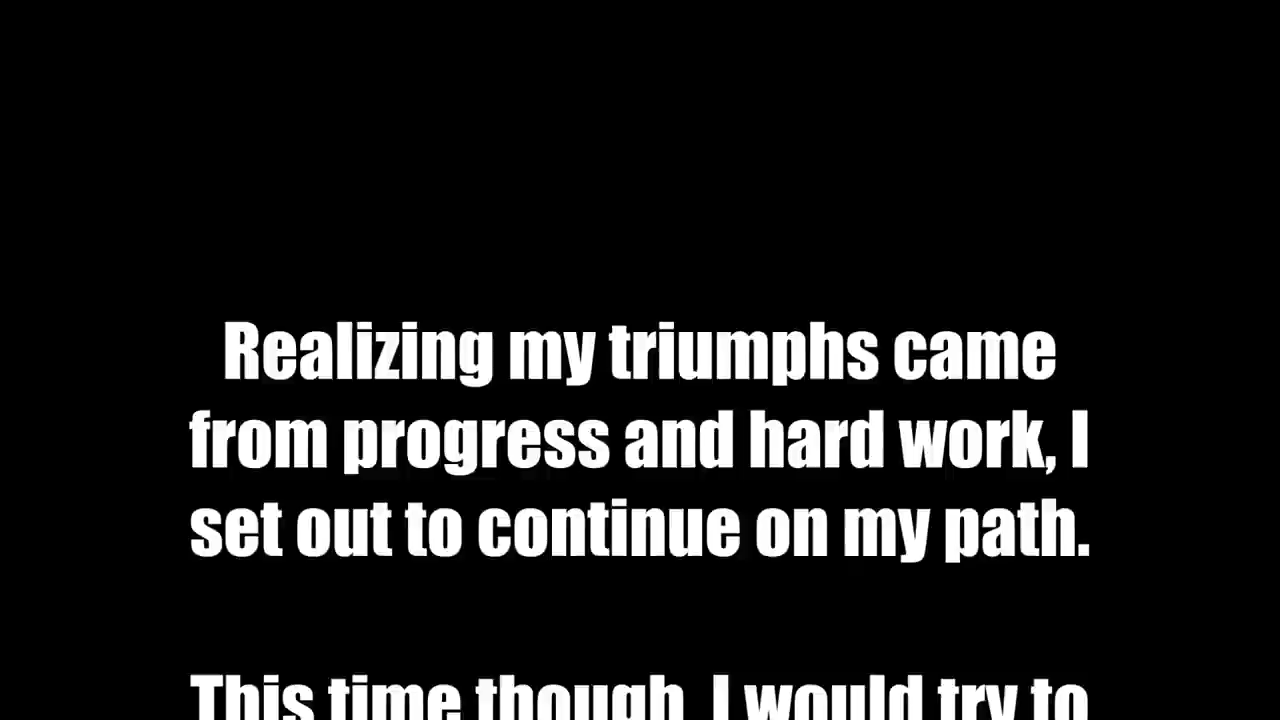 Realizing my triumphs came
from progress and hard work, I
set out to continue on my path.
This time though, I would try to